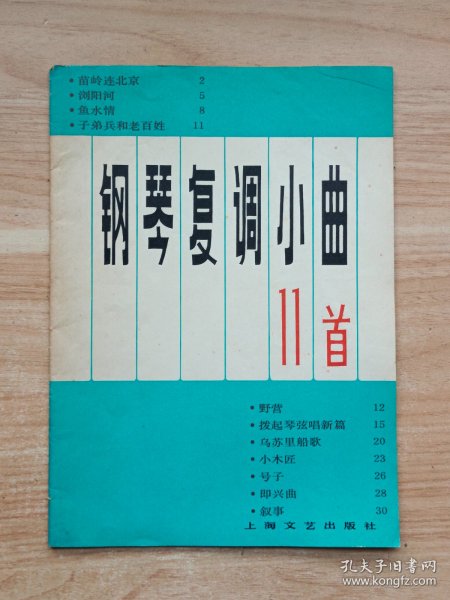 • 苗岭连北京 2
• 浏阳河 5
• 鱼水情 8
• 子弟兵和老百姓 11
钢琴复调小曲
11首
• 野营 12
• 拨起琴弦唱新篇 15
• 乌苏里船歌 20
• 小木匠 23
• 号子 26
• 即兴曲 28
• 叙事 30
上海文艺出版社
孔夫子旧书网
www.kongfz.com